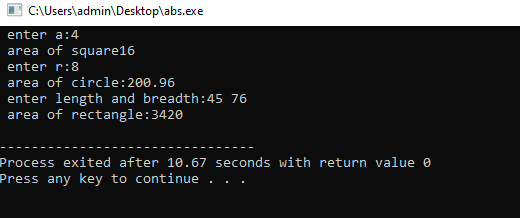 C:\Users\admin\Desktop\abs.exe
enter a:4
area of square16
enter r:8
area of circle:200.96
enter length and breadth:45 76
area of rectangle:3420
--------------------------------
Process exited after 10.67 seconds with return value 0
Press any key to continue . . .